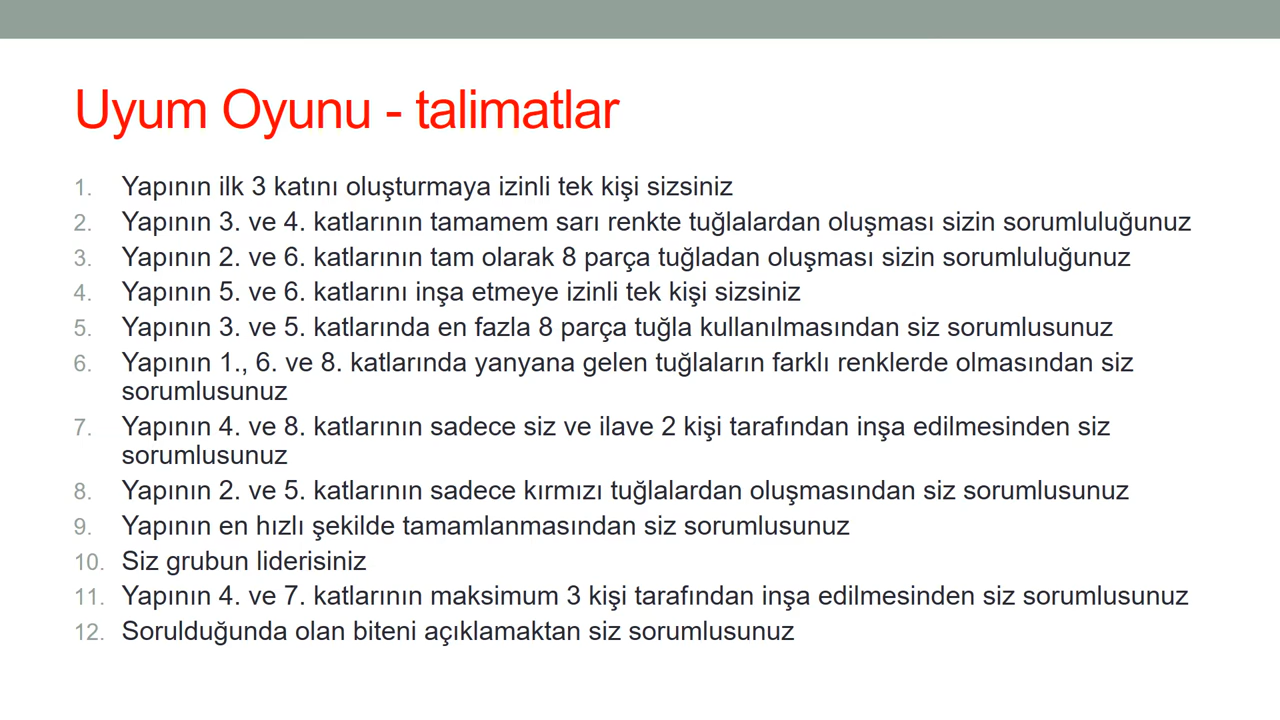 Uyum Oyunu - talimatlar
1. Yapının ilk 3 katını oluşturmaya izinli tek kişi sizsiniz
2. Yapının 3. ve 4. katlarının tamamem sarı renkte tuğlalardan oluşması sizin sorumluluğunuz
3. Yapının 2. ve 6. katlarının tam olarak 8 parça tuğladan oluşması sizin sorumluluğunuz
4. Yapının 5. ve 6. katlarını inşa etmeye izinli tek kişi sizsiniz
5. Yapının 3. ve 5. katlarında en fazla 8 parça tuğla kullanılmasından siz sorumlusunuz
6. Yapının 1., 6. ve 8. katlarında yanyana gelen tuğlaların farklı renklerde olmasından siz
sorumlusunuz
7. Yapının 4. ve 8. katlarının sadece siz ve ilave 2 kişi tarafından inşa edilmesinden siz
sorumlusunuz
8. Yapının 2. ve 5. katlarının sadece kırmızı tuğlalardan oluşmasından siz sorumlusunuz
9. Yapının en hızlı şekilde tamamlanmasından siz sorumlusunuz
10. Siz grubun liderisiniz
11. Yapının 4. ve 7. katlarının maksimum 3 kişi tarafından inşa edilmesinden siz sorumlusunuz
12. Sorulduğunda olan biteni açıklamaktan siz sorumlusunuz